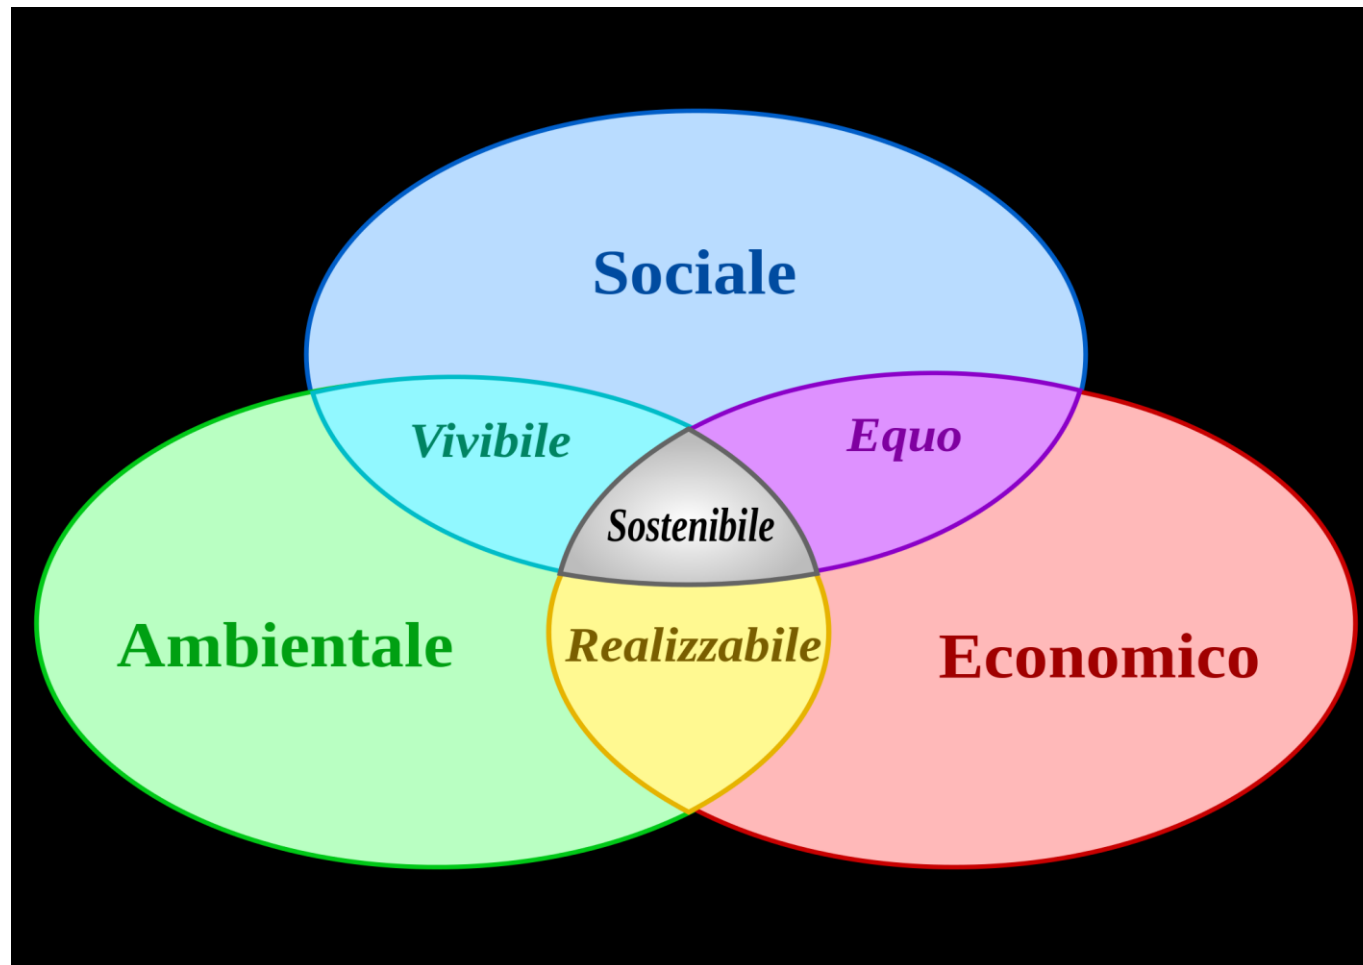 Sociale
Vivibile
Equo
Sostenibile
Ambientale
Realizzabile
Economico